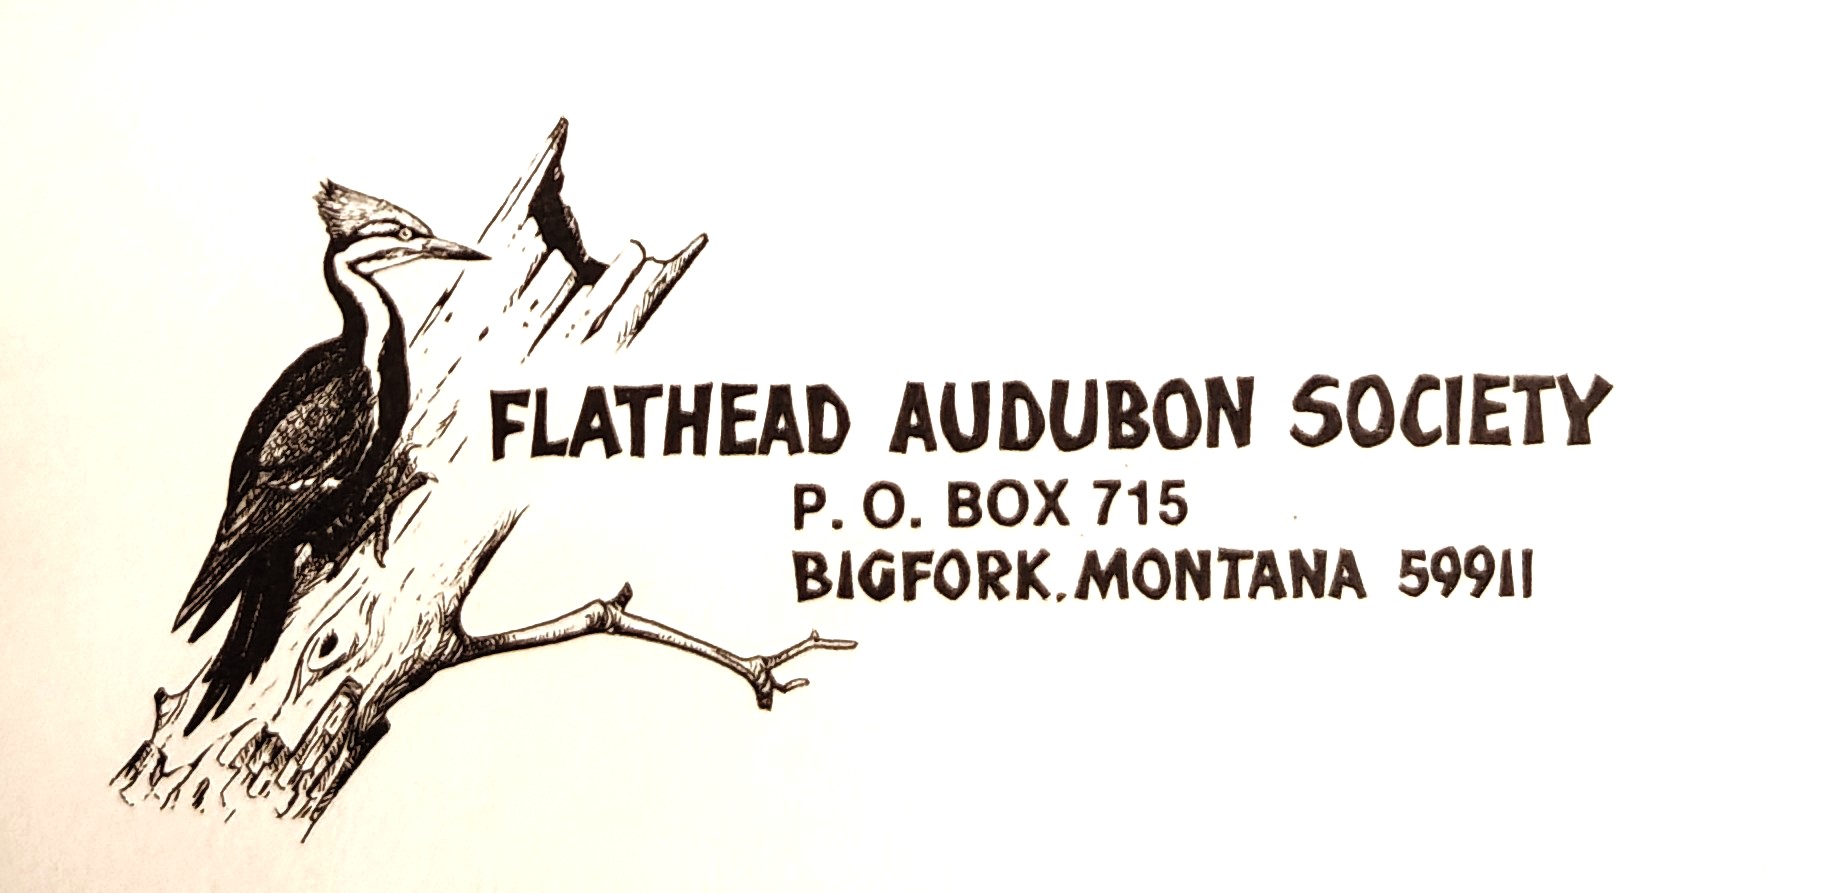 FLATHEAD AUDUBON SOCIETY
P. O. BOX 715
BIGFORK, MONTANA 59911